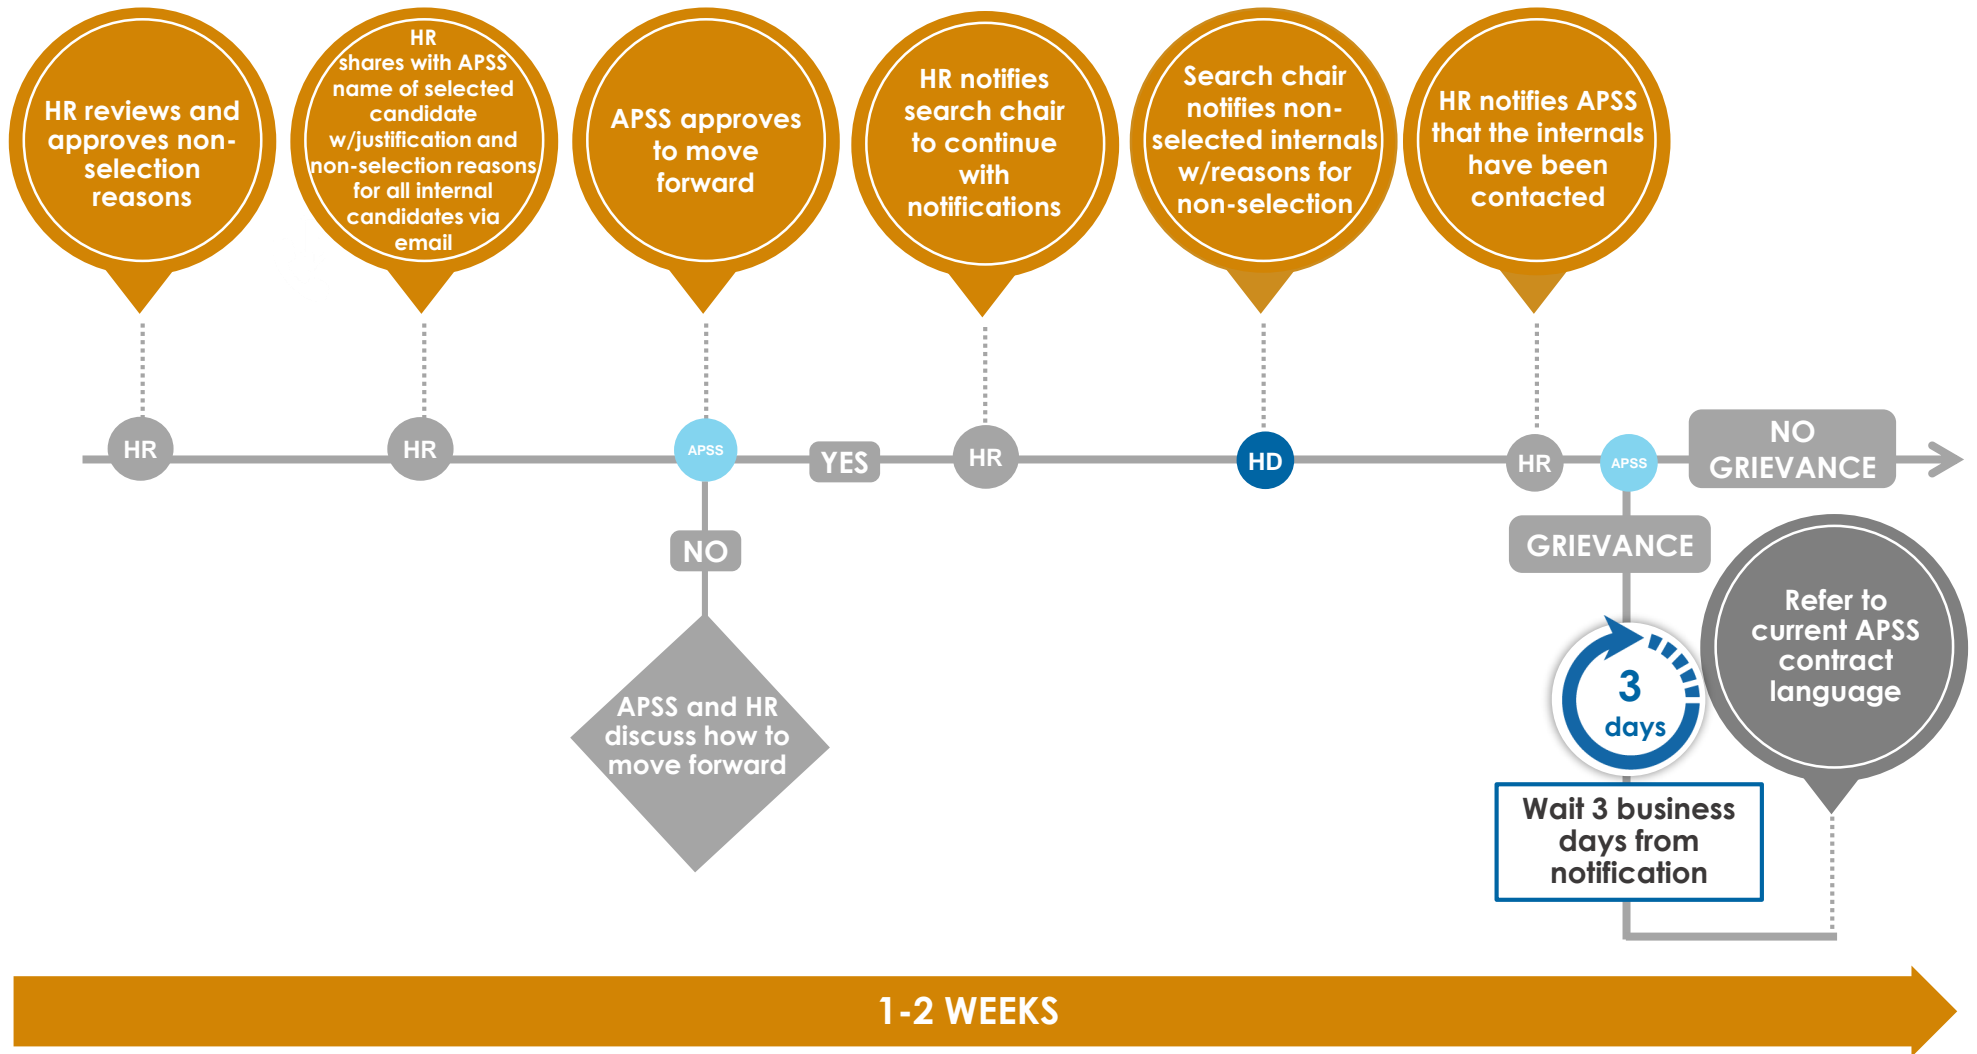 HR reviews and
approves non-
selection
reasons
HR
shares with APSS
name of selected
candidate
w/justification and
non-selection reasons
for all internal
candidates via
email
APSS approves
to move
forward
HR notifies
search chair
to continue
with
notifications
Search chair
notifies non-
selected internals
w/reasons for
non-selection
HR notifies APSS
that the internals
have been
contacted
HR
HR
APSS
YES
HR
HD
HR
APSS
NO
GRIEVANCE
NO
GRIEVANCE
APSS and HR
discuss how to
move forward
3
days
Wait 3 business
days from
notification
Refer to
current APSS
contract
language
1-2 WEEKS